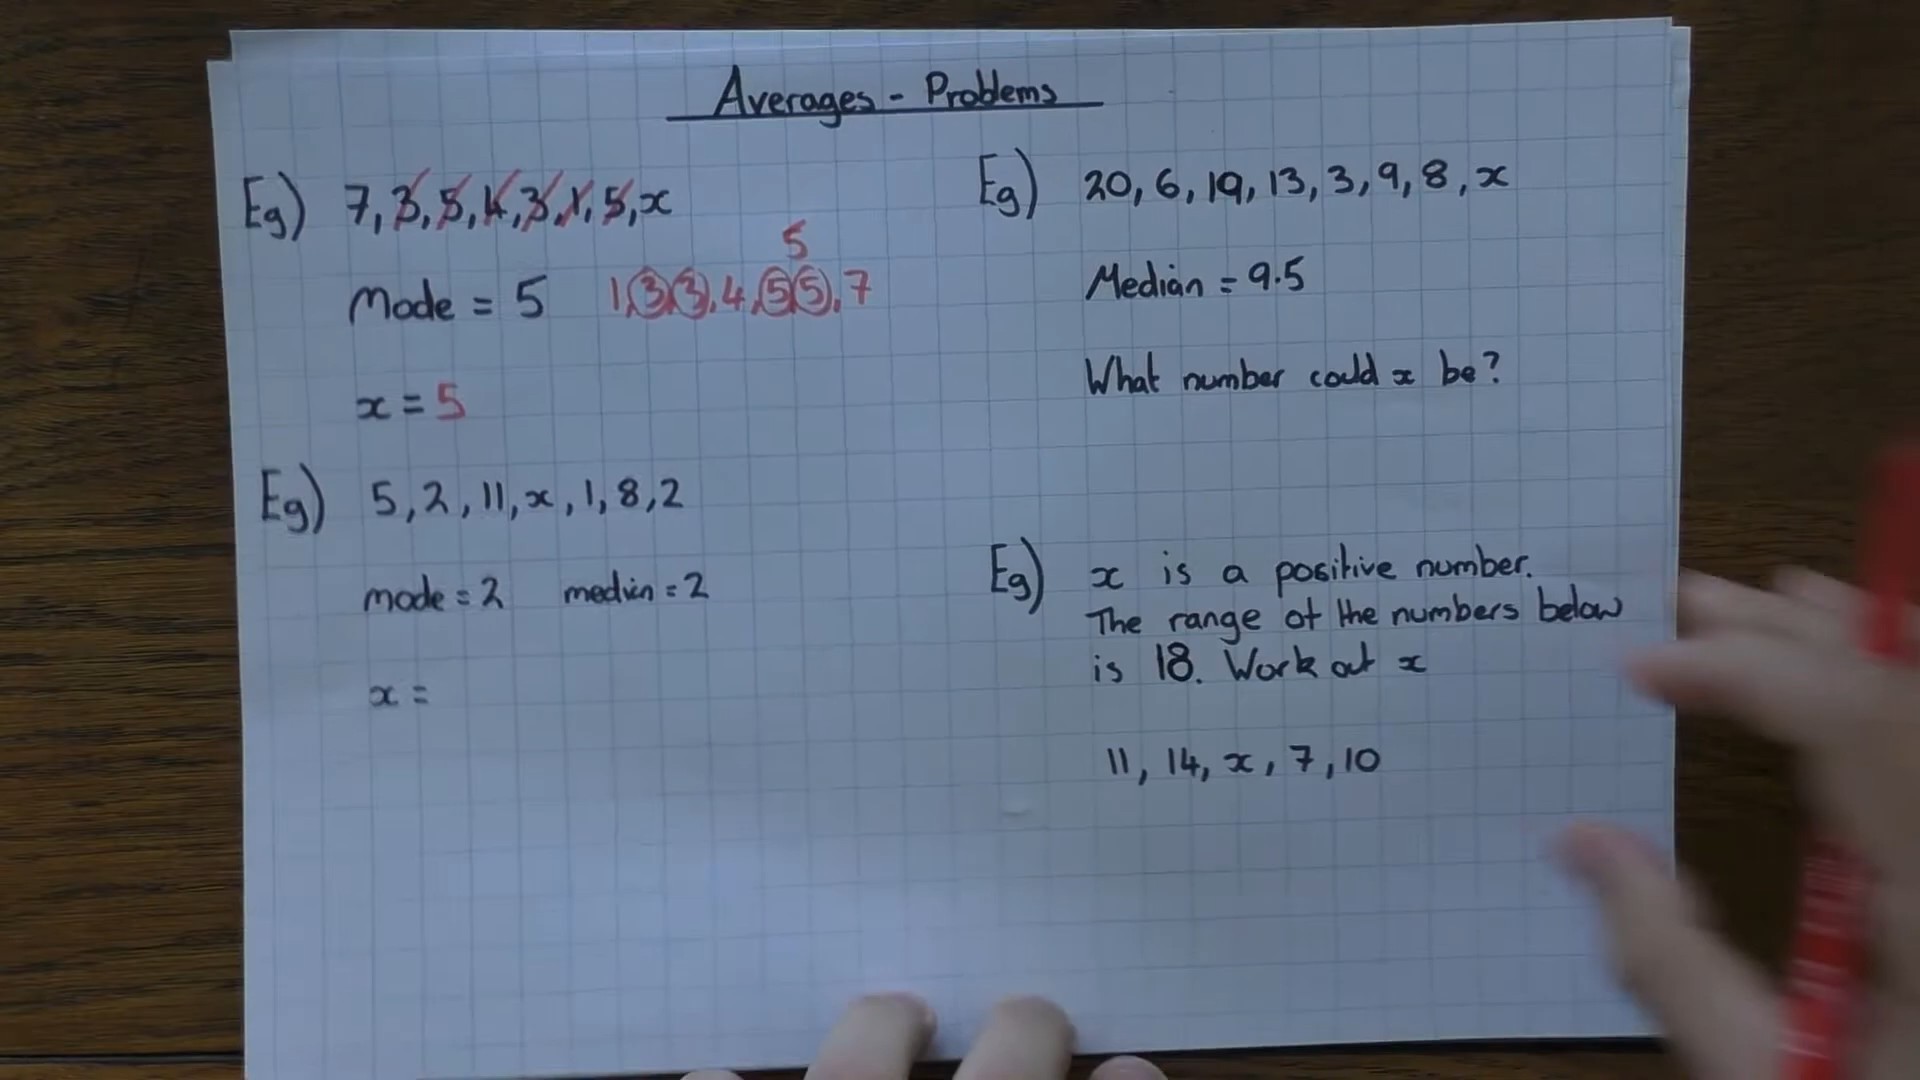 Averages - Problems
Eg) 7, 3, 5, 4, 3, 1, 5, x
5
Mode = 5 1, 3, 3, 4, 5, 5, 7
x = 5
Eg) 5, 2, 11, x, 1, 8, 2
mode = 2 median = 2
x =
Eg) 20, 6, 19, 13, 3, 9, 8, x
Median = 9.5
What number could x be?
Eg) x is a positive number.
The range of the numbers below
is 18. Work out x
11, 14, x, 7, 10